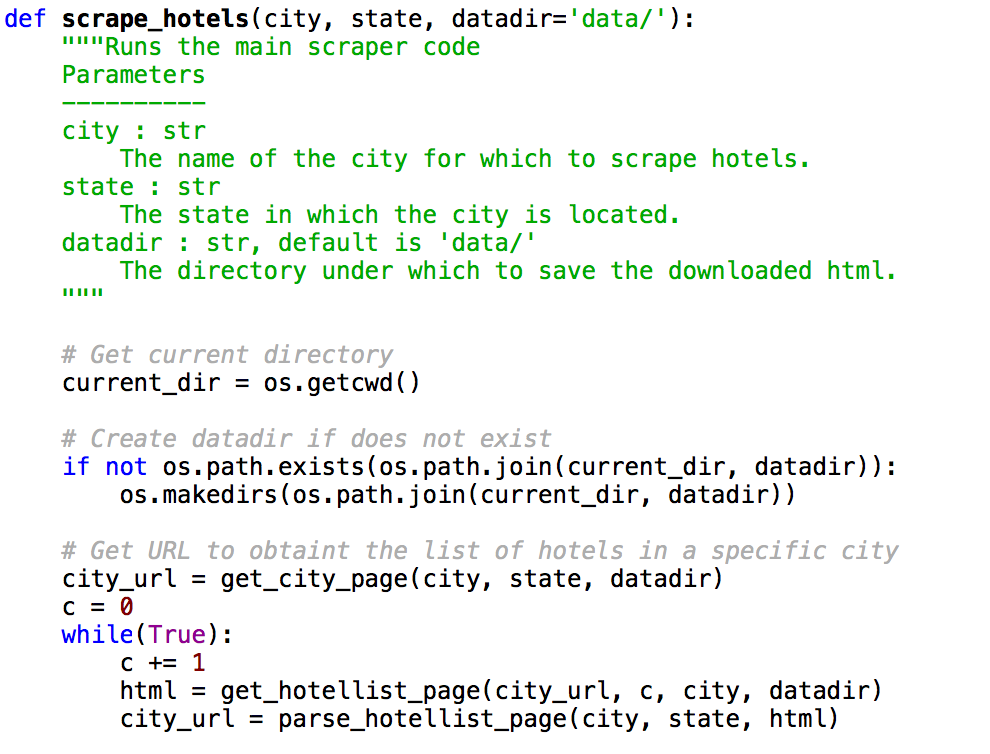 def scrape_hotels(city, state, datadir='data/'):
    """Runs the main scraper code
    Parameters
    ----------
    city : str
        The name of the city for which to scrape hotels.
    state : str
        The state in which the city is located.
    datadir : str, default is 'data/'
        The directory under which to save the downloaded html.
    """
    # Get current directory
    current_dir = os.getcwd()
    # Create datadir if does not exist
    if not os.path.exists(os.path.join(current_dir, datadir)):
        os.makedirs(os.path.join(current_dir, datadir))
    # Get URL to obtaint the list of hotels in a specific city
    city_url = get_city_page(city, state, datadir)
    c = 0
    while(True):
        c += 1
        html = get_hotellist_page(city_url, c, city, datadir)
        city_url = parse_hotellist_page(city, state, html)